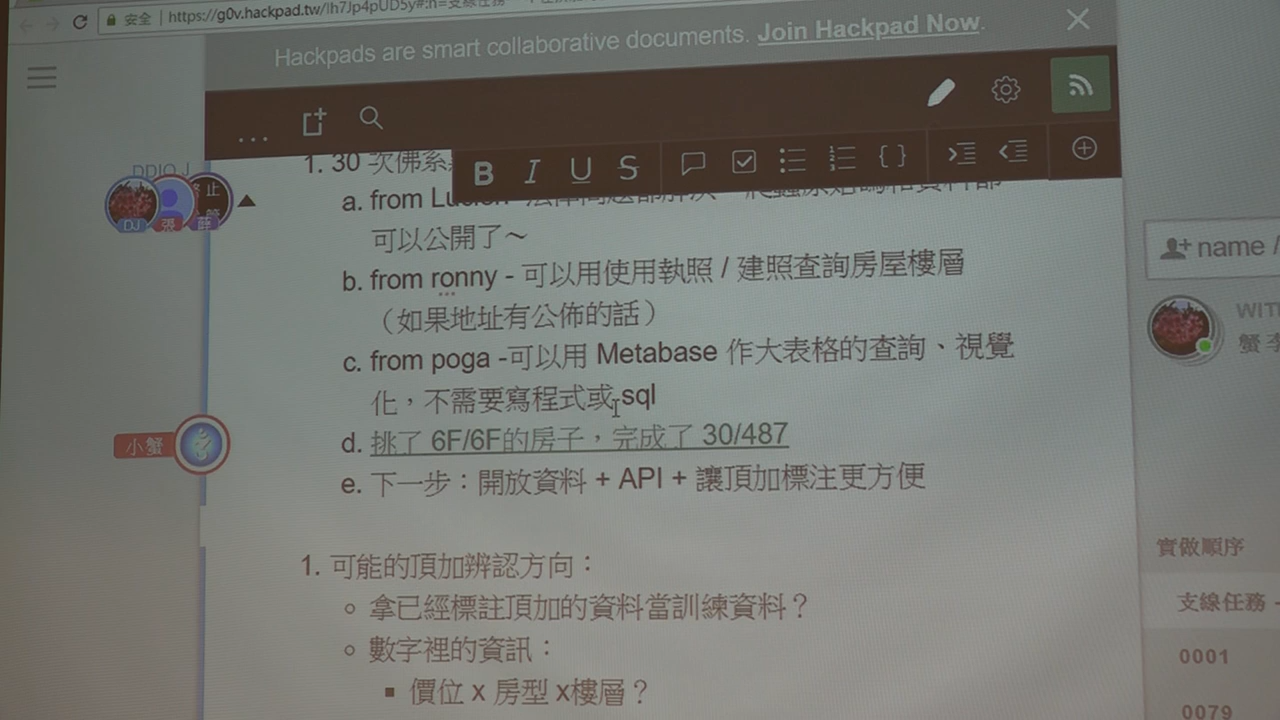 安全 https://g0v.hackpad.tw/
Hackpads are smart collaborative documents. Join Hackpad Now.
DDIO J
1. 30 次佛系
B I U S
a. from
可以公開了～
DJ 張 薛
b. from ronny - 可以用使用執照 / 建照查詢房屋樓層
（如果地址有公佈的話）
c. from poga -可以用 Metabase 作大表格的查詢、視覺
化，不需要寫程式或 sql
小蟹
d. 挑了 6F/6F的房子，完成了 30/487
e. 下一步：開放資料 + API + 讓頂加標注更方便
1. 可能的頂加辨認方向：
拿已經標註頂加的資料當訓練資料？
數字裡的資訊：
價位 x 房型 x樓層？
name /
蟹
實做順序
支線任務 -
0001
0079